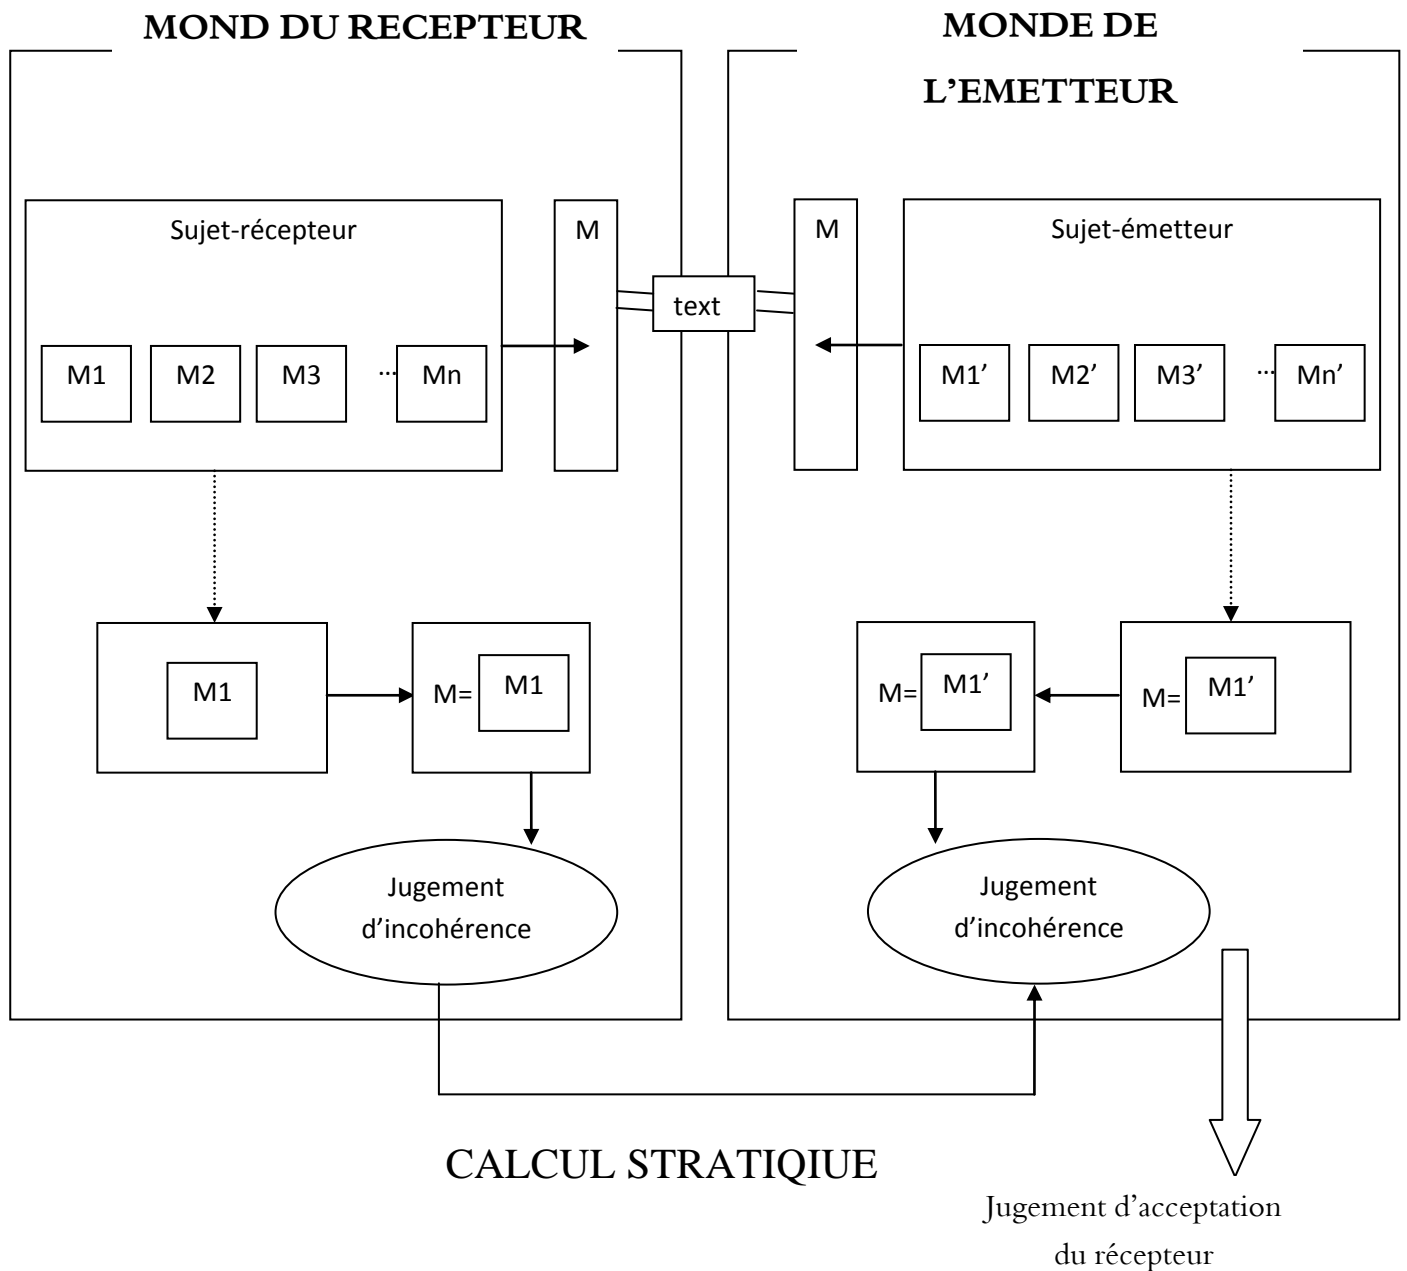 MOND DU RECEPTEUR
MONDE DE
L’EMETTEUR
Sujet-récepteur
M
text
M
Sujet-émetteur
M1 M2 M3 ... Mn
M1’ M2’ M3’ ... Mn’
M1
M= M1
M= M1’
M= M1’
Jugement
d’incohérence
Jugement
d’incohérence
CALCUL STRATIQIUE
Jugement d’acceptation
du récepteur